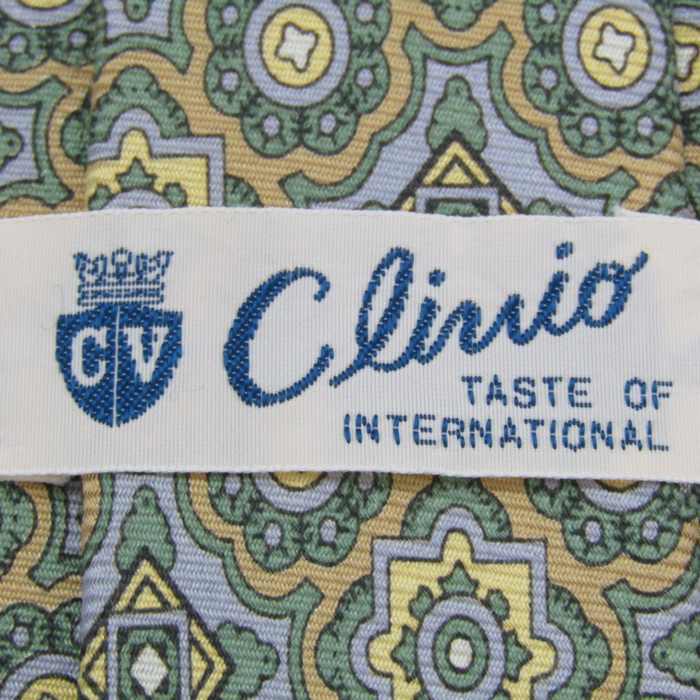 CV
Clinio
TASTE OF
INTERNATIONAL